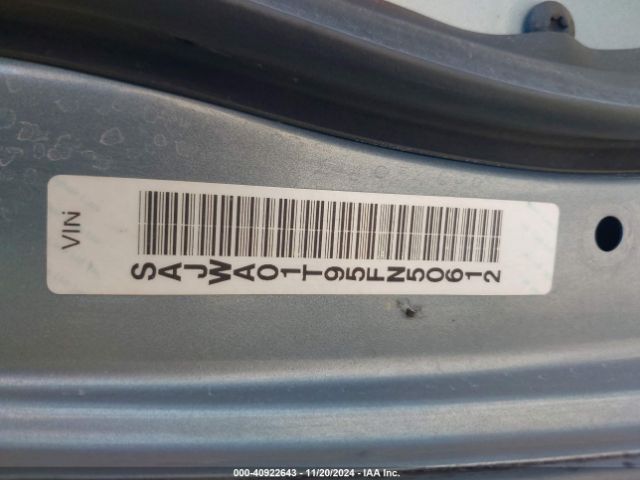 VIN
SAJWA01T95FN50612
000-40922643 - 11/20/2024 - IAA Inc.